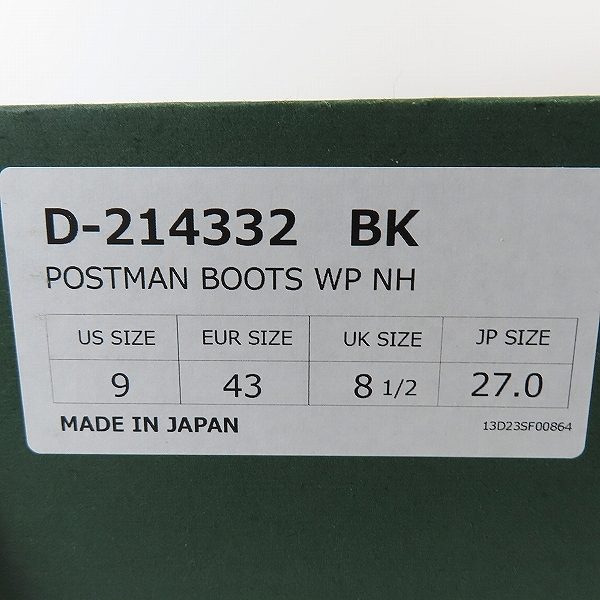 D-214332 BK
POSTMAN BOOTS WP NH
US SIZE EUR SIZE UK SIZE JP SIZE
9 43 8 1/2 27.0
MADE IN JAPAN 13D23SF00864